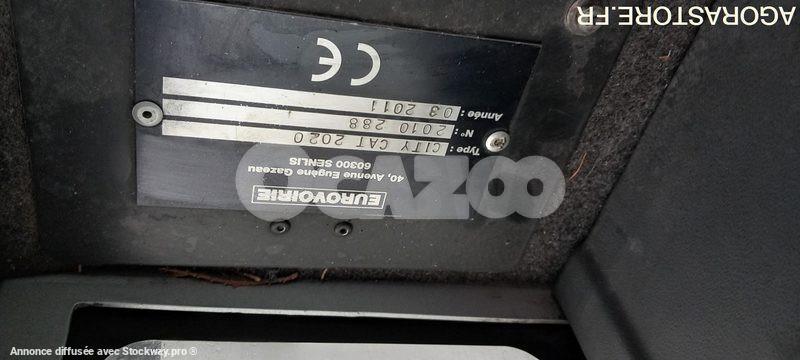 EUROVOIRIE
40, Avenue Eugène Gazeau
60300 SENLIS
Type : CITY CAT 2020
N° : 2010 288
Année : 03 2011
CE
AGORASTORE.FR
OCAZOO
Annonce diffusée avec Stockway.pro ®